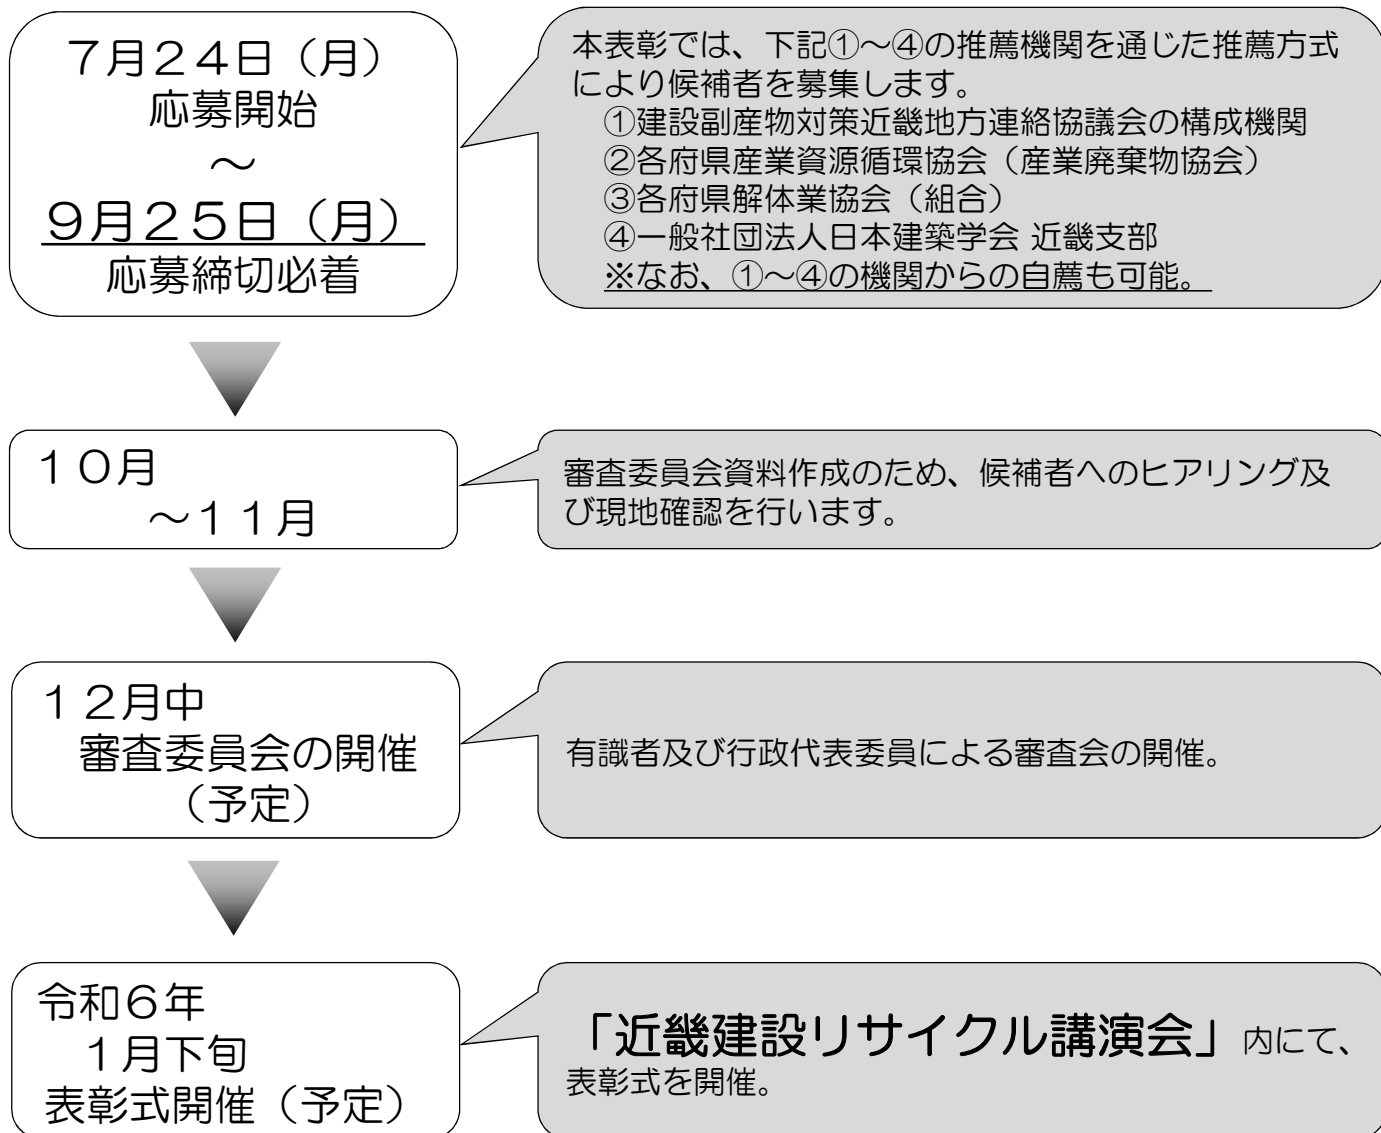 ７月２４日（月）
応募開始
～
９月２５日（月）
応募締切必着
本表彰では、下記①～④の推薦機関を通じた推薦方式
により候補者を募集します。
①建設副産物対策近畿地方連絡協議会の構成機関
②各府県産業資源循環協会（産業廃棄物協会）
③各府県解体業協会（組合）
④一般社団法人日本建築学会 近畿支部
※なお、①～④の機関からの自薦も可能。
１０月
～１１月
審査委員会資料作成のため、候補者へのヒアリング及
び現地確認を行います。
１２月中
審査委員会の開催
（予定）
有識者及び行政代表委員による審査会の開催。
令和６年
１月下旬
表彰式開催（予定）
「近畿建設リサイクル講演会」内にて、
表彰式を開催。